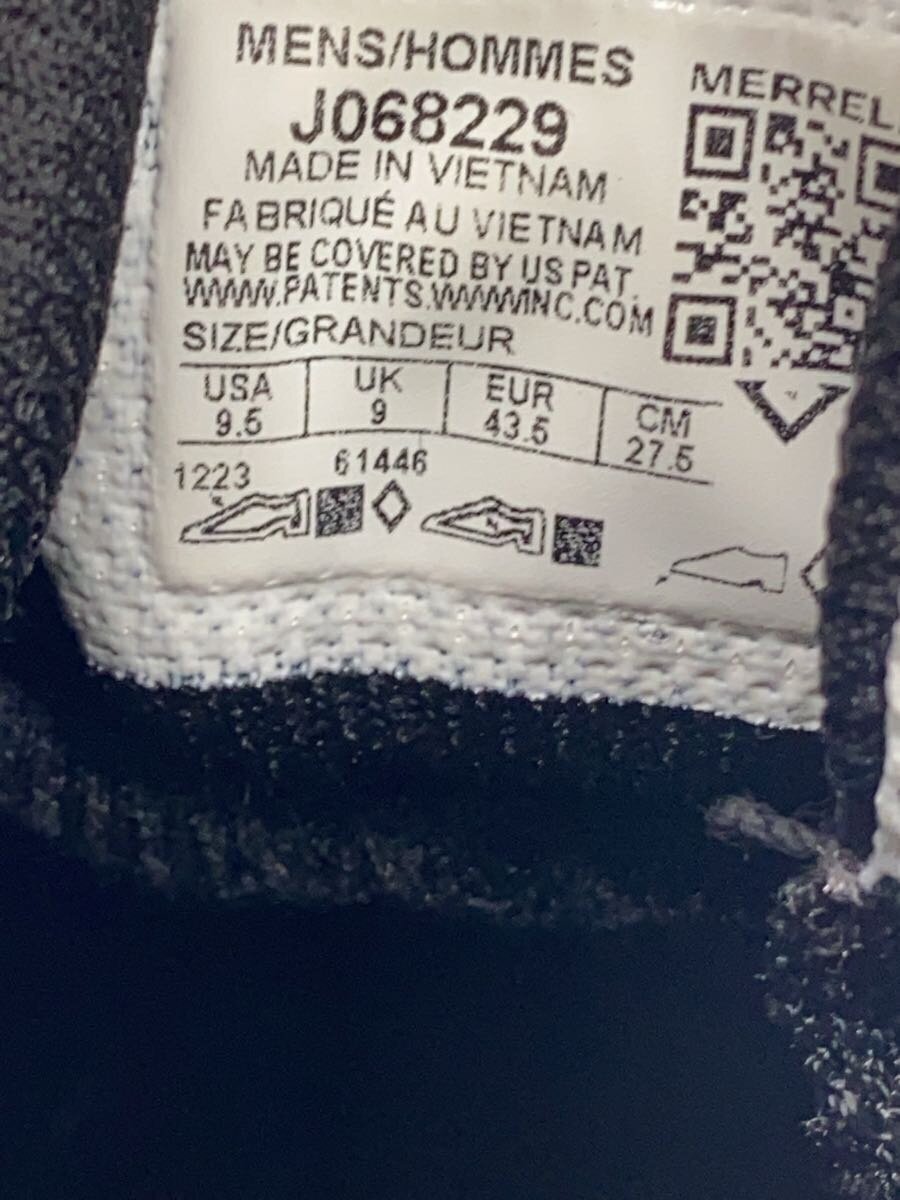 MENS/HOMMES
J068229
MADE IN VIETNAM
FABRIQUÉ AU VIETNAM
MAY BE COVERED BY US PAT.
WWW.PATENTS.WWWINC.COM
SIZE/GRANDEUR
USA UK EUR CM
9.5 9 43.5 27.5
1223 61446
MERREL